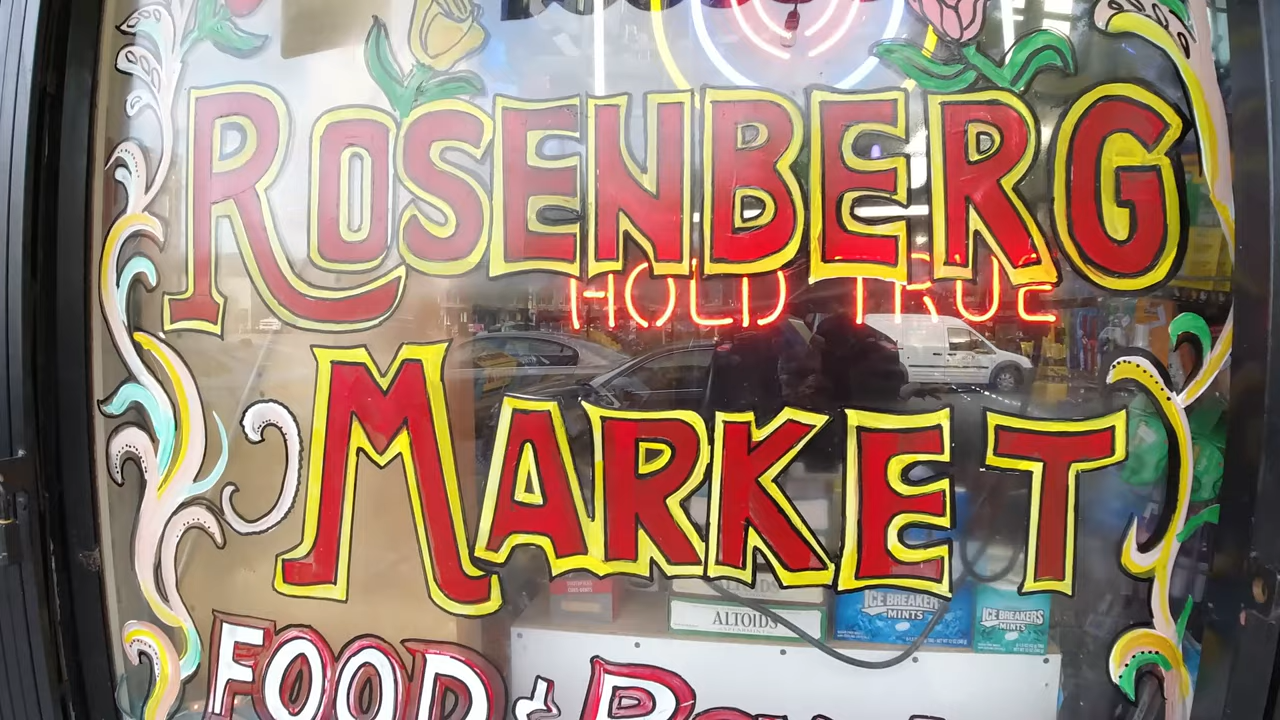 ROSENBERG
HOLD TRUE
MARKET
ALTOIDS
ICE BREAKERS
MINTS
ICE BREAKERS
MINTS
FOOD &